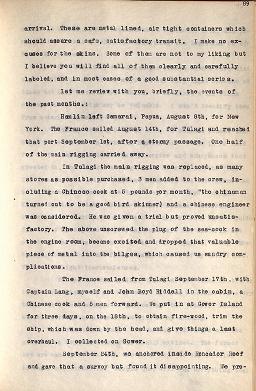 89
arrival. These are metal lined, air tight containers which
should assure a safe, satisfactory transit. I make no ex-
cuses for the skins. Some of them are not to my liking but
I believe you will find all of them clearly and carefully
labeled, and in most cases of a good substantial series.
Let me review with you, briefly, the events of
the past months.:
Hamlin left Samarai, Papua, August 8th, for New
York. The France sailed August 14th, for Tulagi and reached
that port September 1st, after a stormy passage. One half
of the main rigging carried away.
In Tulagi the main rigging was replaced, as many
stores as possible purchased, 3 men added to the crew, in-
cluding a Chinese cook at 5 pounds per month, "the chinaman
turned out to be a good bird skinner) and a chinese engineer
was considered. He was given a trial but proved unsatis-
factory. The above unscrewed the plug of the sea-cook in
the engine room, became excited and dropped that valuable
piece of metal into the bilges, which caused us sundry com-
plications.
The France sailed from Tulagi September 17th, with
Captain Lang, myself and John Boyd Riddell in the cabin, a
Chinese cook and 5 men forward. We put in at Gower Island
for three days, on the 18th, to obtain fire-wood, trim the
ship, which was down by the head, and give things a last
overhaul. I collected on Gower.
September 24th, we anchored inside Roncador Reef
and gave that a survey but found it disappointing. We pro-